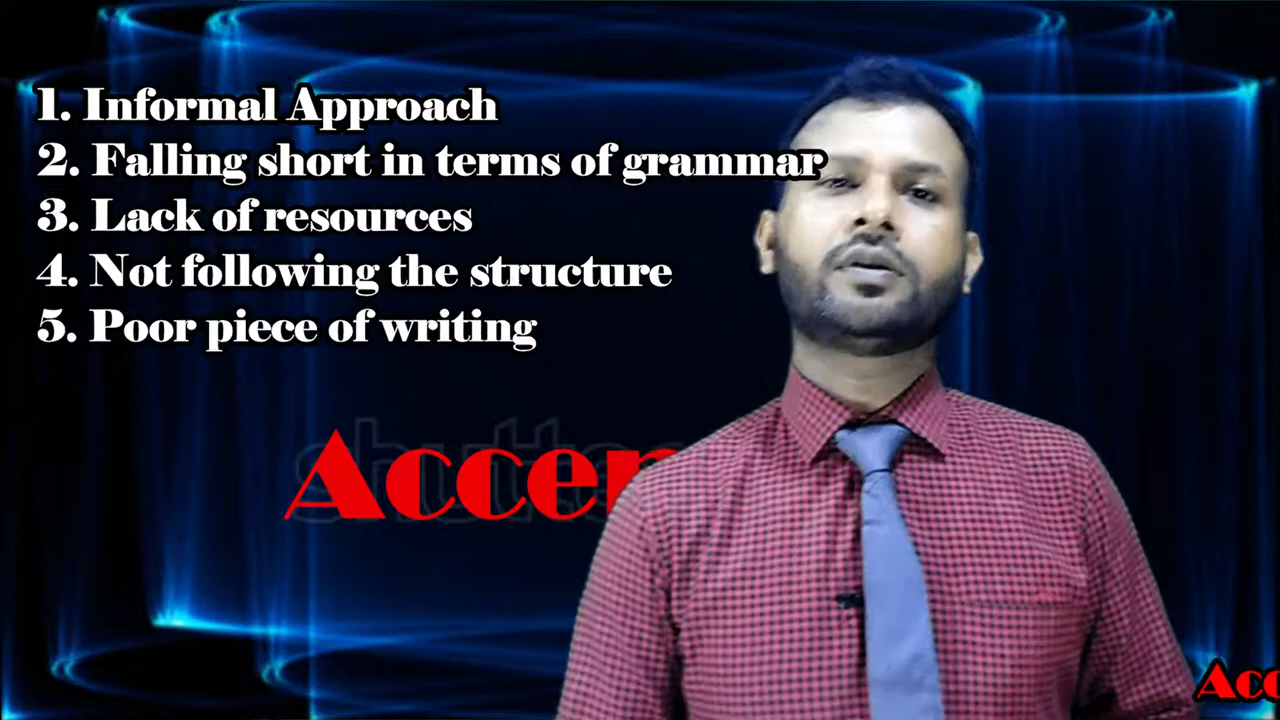 1. Informal Approach
2. Falling short in terms of grammar
3. Lack of resources
4. Not following the structure
5. Poor piece of writing